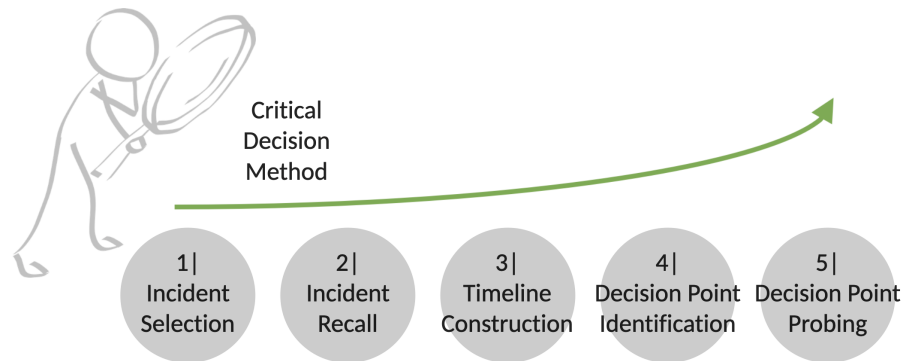 Critical
Decision
Method
1|
Incident
Selection
2|
Incident
Recall
3|
Timeline
Construction
4|
Decision Point
Identification
5|
Decision Point
Probing